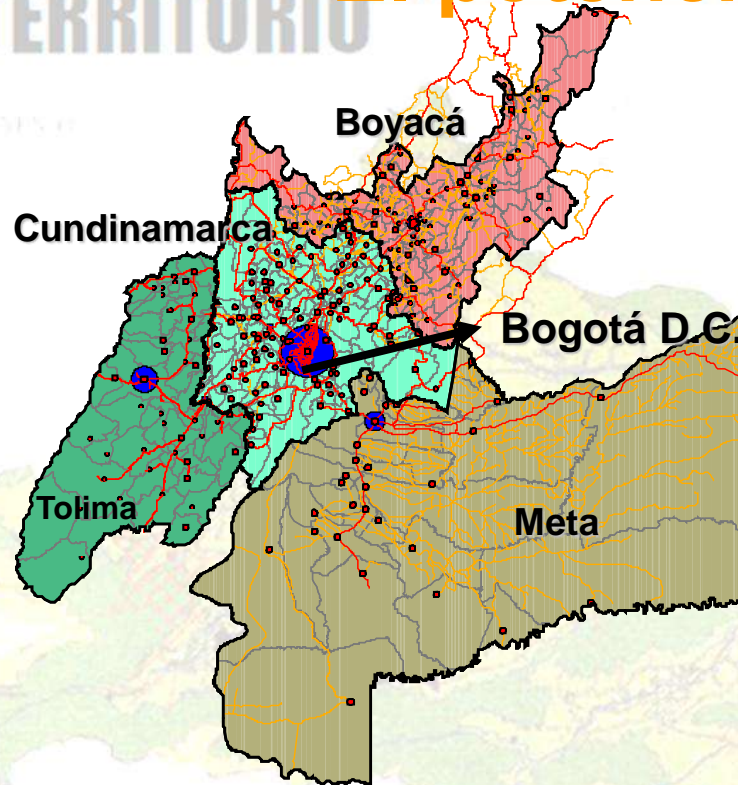 ERRITORIO
Boyacá
Cundinamarca
Bogotá D.C.
Tolima
Meta